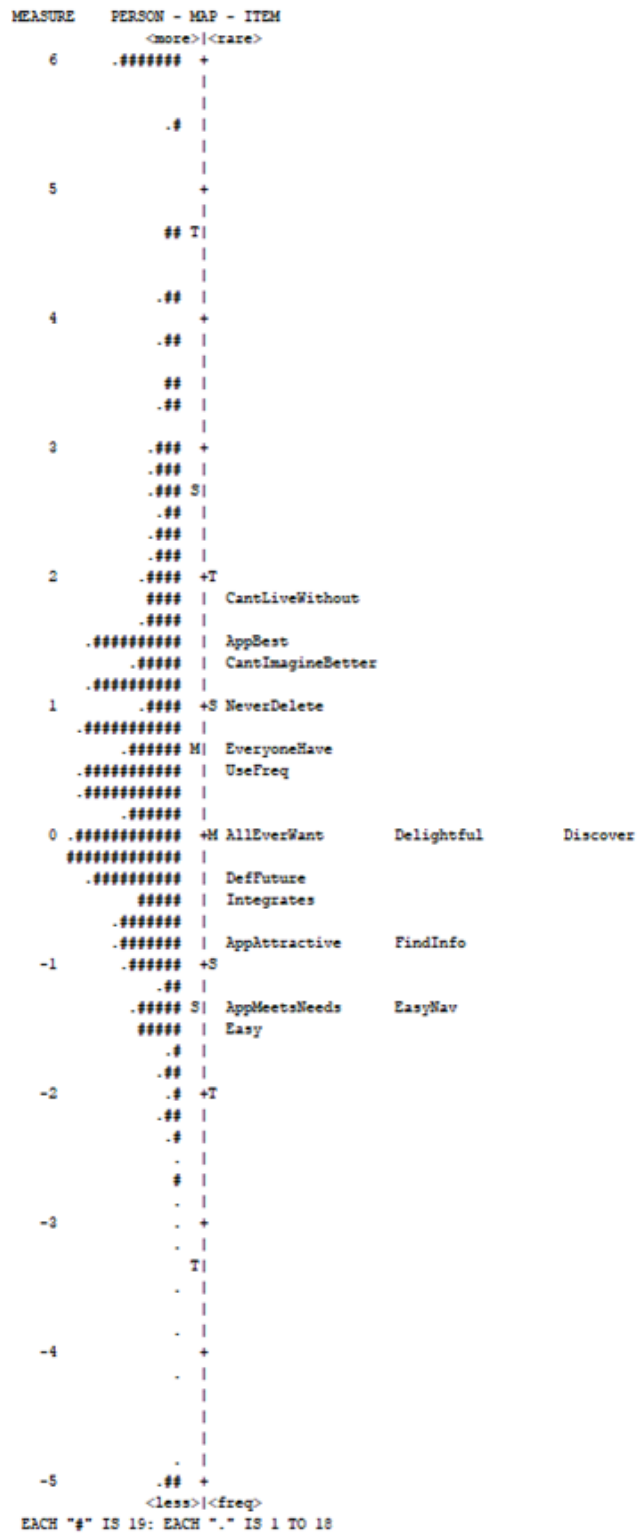 MEASURE    PERSON - MAP - ITEM
               <more>|<rare>
    6      .#######  +
                     |
                     |
                 .#  |
                     |
                     |
    5                +
                     |
                 ## T|
                     |
                     |
                .##  |
    4                +
                .##  |
                     |
                 ##  |
                .##  |
                     |
    3          .###  +
               .###  |
               .### S|
                .##  |
               .###  |
               .###  |
    2         .####  +T
               ####  |  CantLiveWithout
              .####  |
        .##########  |  AppBest
             .#####  |  CantImagineBetter
        .##########  |
    1         .####  +S NeverDelete
       .###########  |
            .###### M|  EveryoneHave
       .###########  |  UseFreq
       .###########  |
            .######  |
    0 .############  +M AllEverWant     Delightful     Discover
      #############  |
        .##########  |  DefFuture
              #####  |  Integrates
           .#######  |
           .#######  |  AppAttractive   FindInfo
   -1       .######  +S
                .##  |
             .##### S|  AppMeetsNeeds   EasyNav
              #####  |  Easy
                 .#  |
                .##  |
   -2            .#  +T
                .##  |
                 .#  |
                  .  |
                  #  |
                  .  |
   -3             .  +
                  .  |
                    T|
                  .  |
                     |
                  .  |
   -4                +
                  .  |
                     |
                     |
                     |
                  .  |
   -5           .##  +
               <less>|<freq>
EACH "#" IS 19: EACH "." IS 1 TO 18